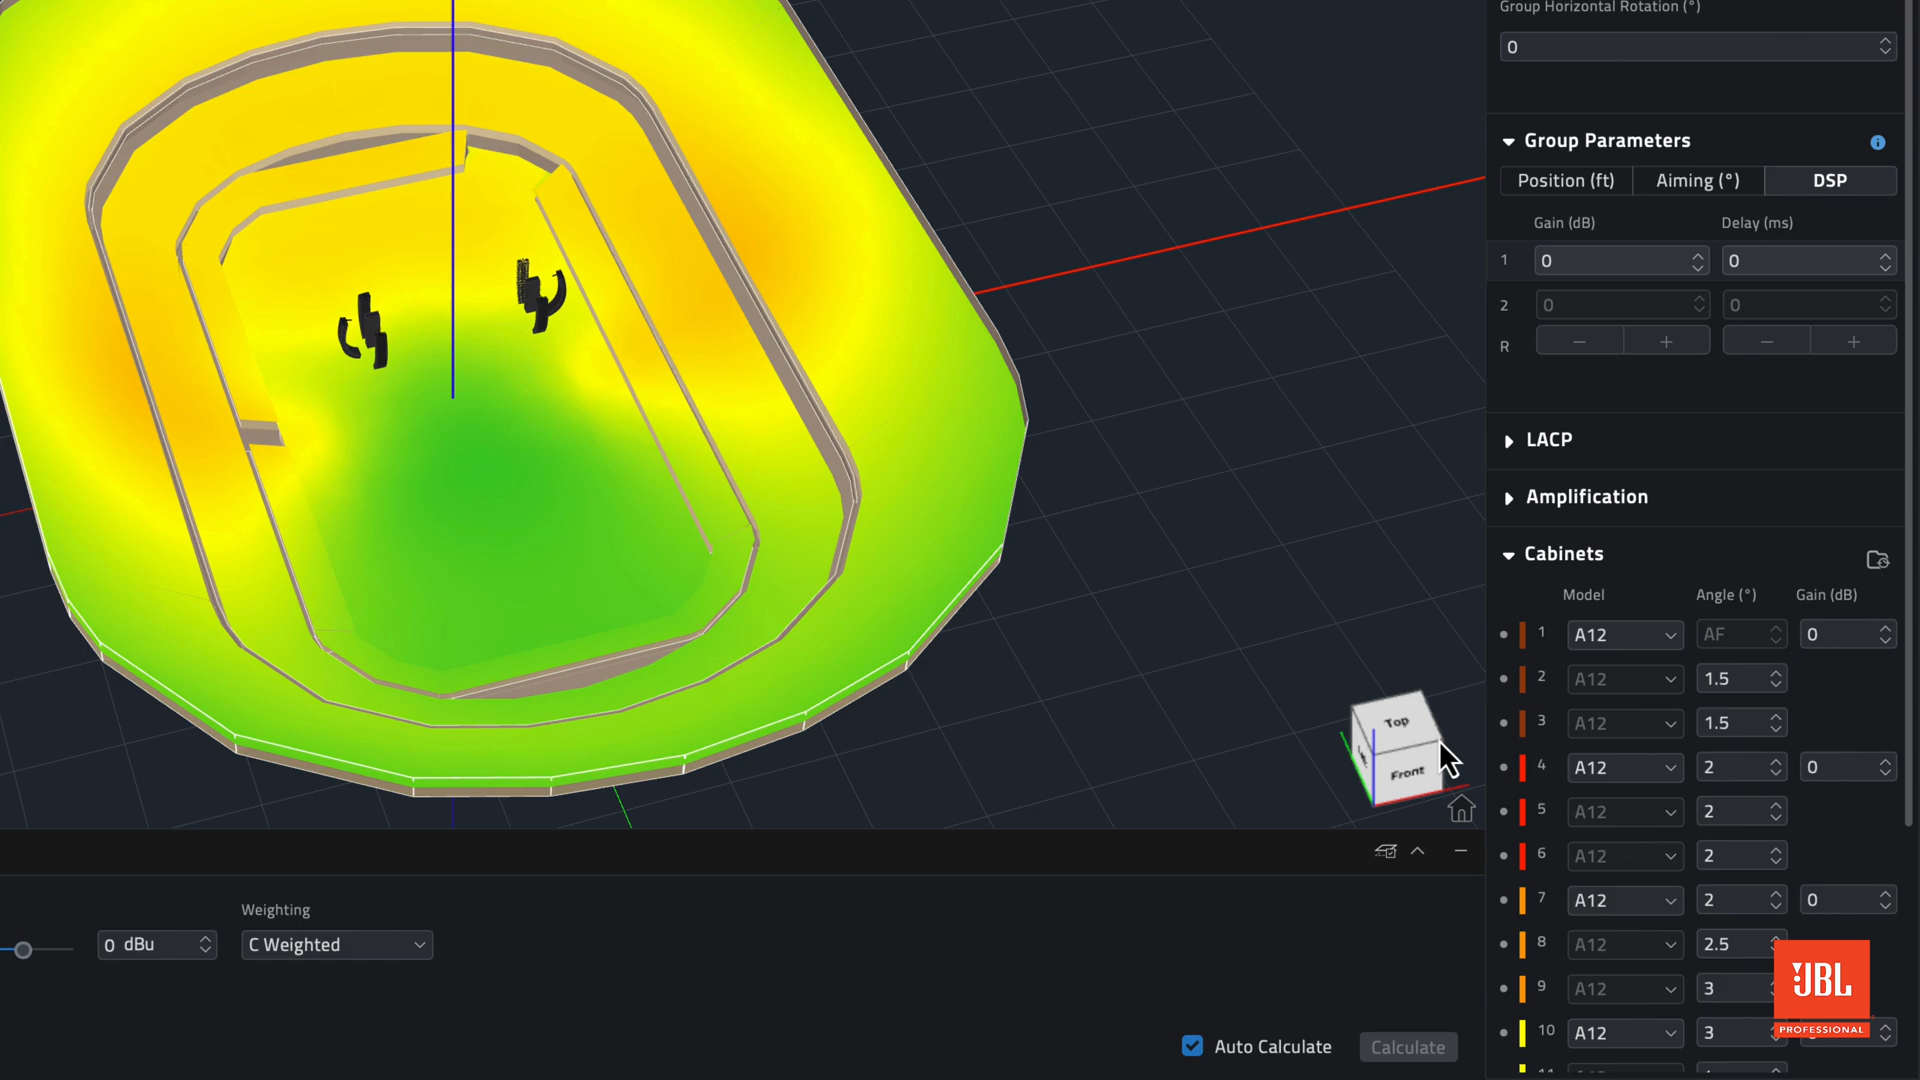 Group Horizontal Rotation (°)
0
Group Parameters
Position (ft) Aiming (°) DSP
Gain (dB) Delay (ms)
1 0 0
2 0 0
R − + − +
LACP
Amplification
Cabinets
Model Angle (°) Gain (dB)
1 A12 AF 0
2 A12 1.5
3 A12 1.5
4 A12 2 0
5 A12 2
6 A12 2
7 A12 2 0
8 A12 2.5
9 A12 3
10 A12 3
Top
Front
Weighting
0 dBu C Weighted
Auto Calculate Calculate
JBL
PROFESSIONAL